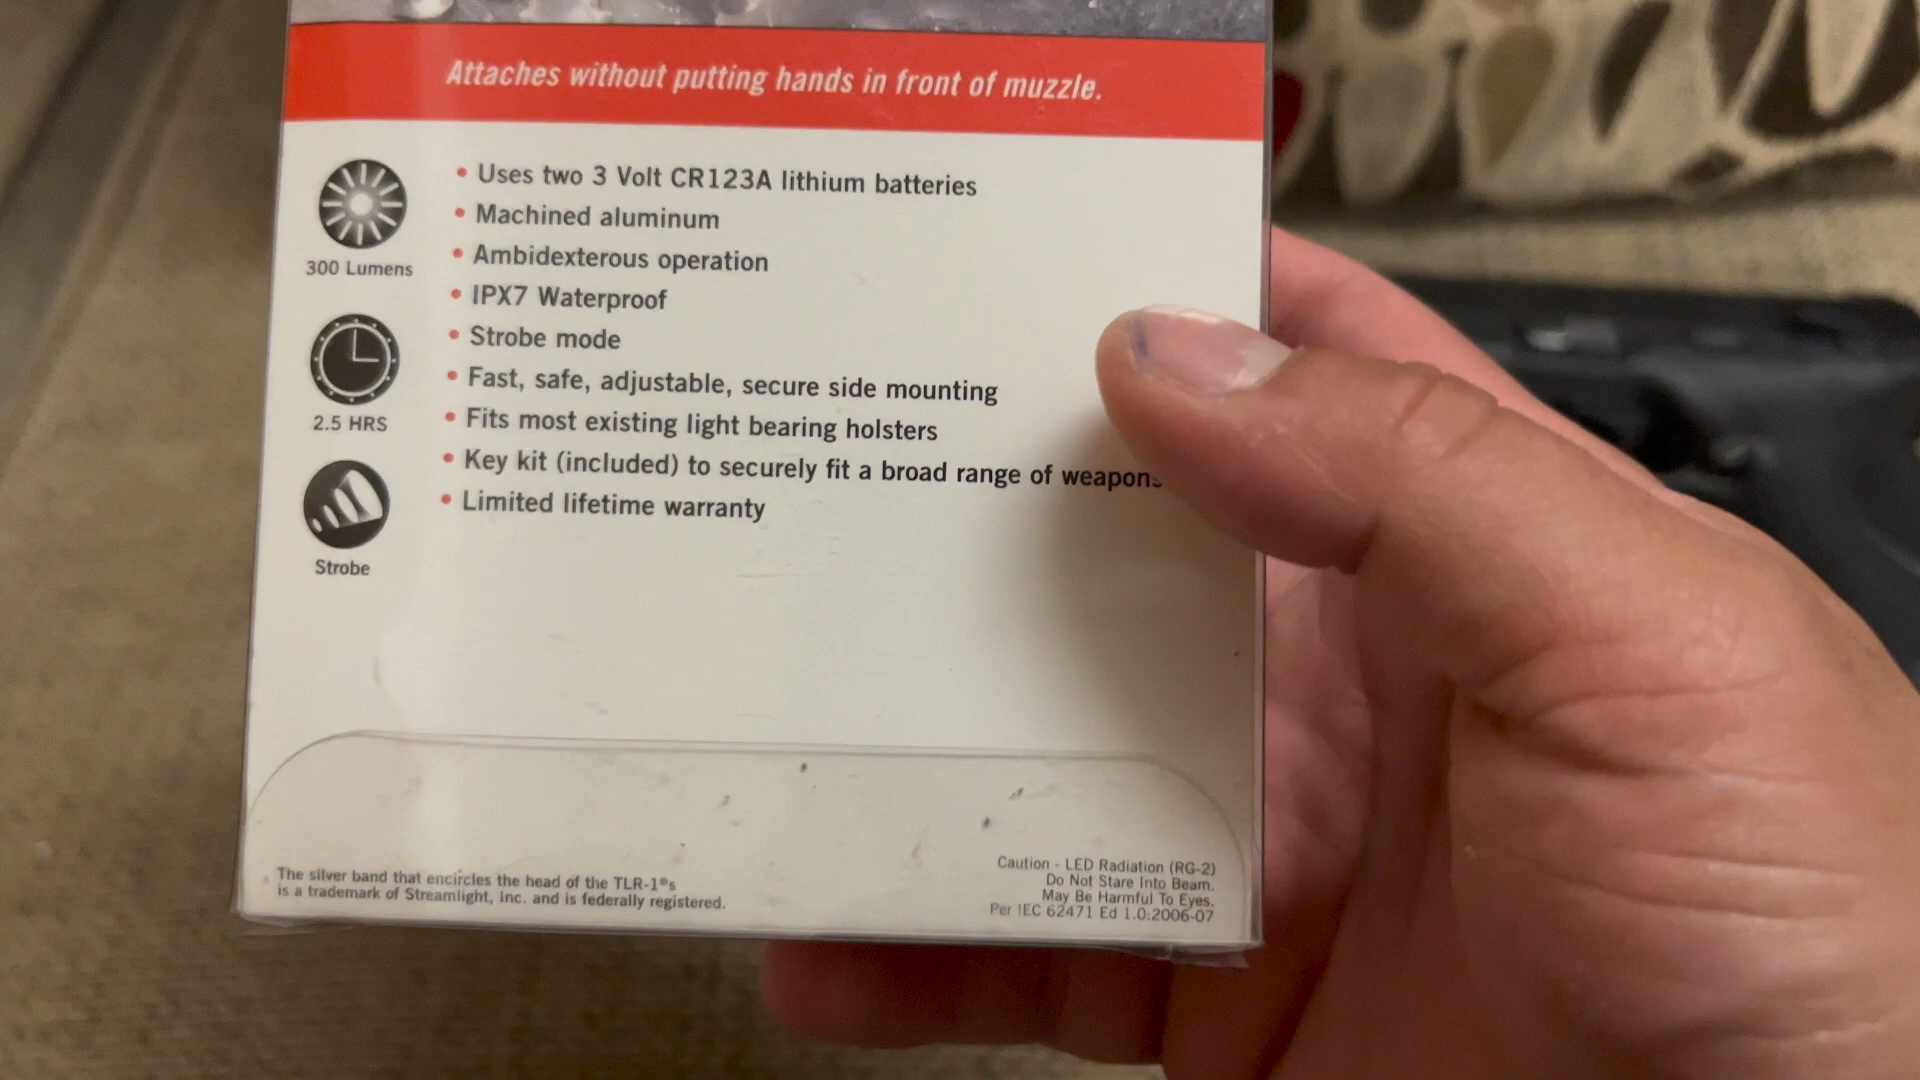 Attaches without putting hands in front of muzzle.
300 Lumens
2.5 HRS
Strobe
• Uses two 3 Volt CR123A lithium batteries
• Machined aluminum
• Ambidexterous operation
• IPX7 Waterproof
• Strobe mode
• Fast, safe, adjustable, secure side mounting
• Fits most existing light bearing holsters
• Key kit (included) to securely fit a broad range of weapons
• Limited lifetime warranty
The silver band that encircles the head of the TLR-1®s
is a trademark of Streamlight, Inc. and is federally registered.
Caution - LED Radiation (RG-2)
Do Not Stare Into Beam.
May Be Harmful To Eyes.
Per IEC 62471 Ed 1.0:2006-07